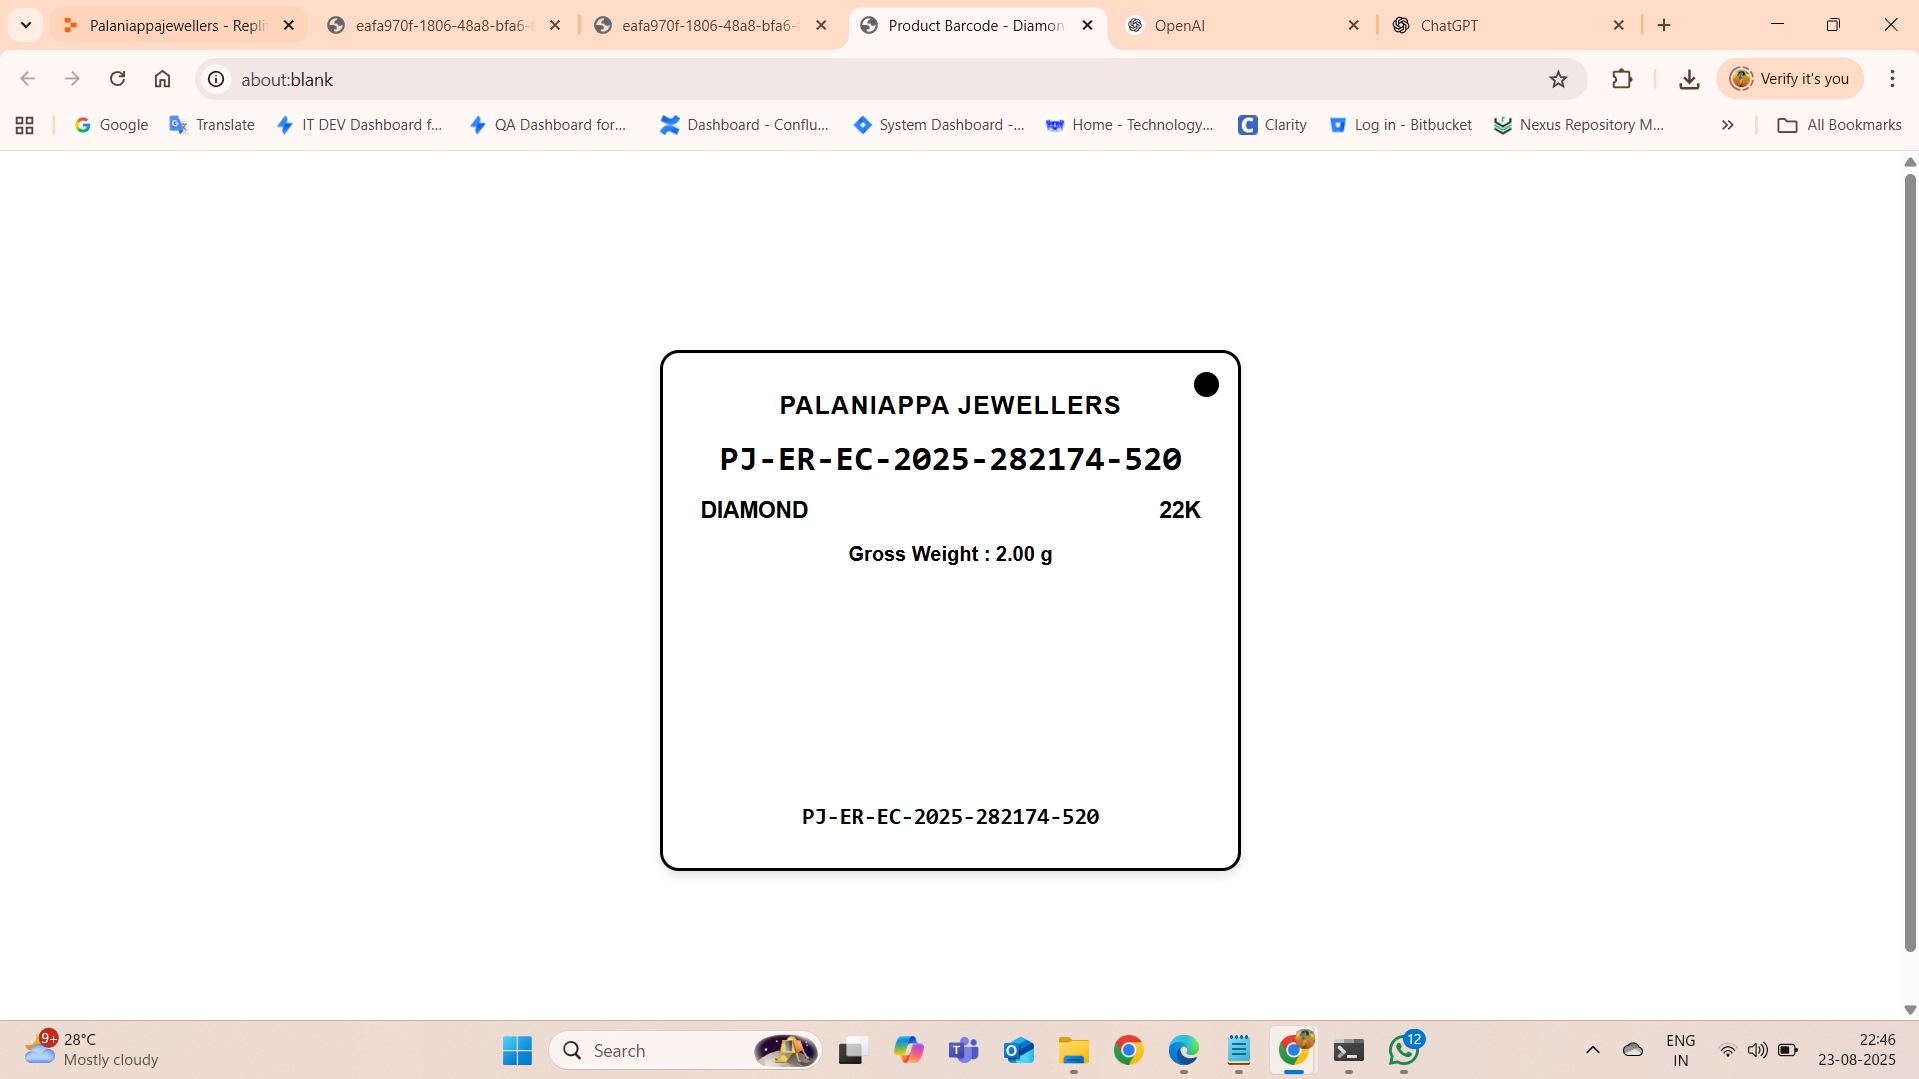 Palaniappajewellers - Repli
eafa970f-1806-48a8-bfa6-
eafa970f-1806-48a8-bfa6-
Product Barcode - Diamon
OpenAI
ChatGPT
about:blank
Verify it's you
Google
Translate
IT DEV Dashboard f...
QA Dashboard for...
Dashboard - Conflu...
System Dashboard -...
Home - Technology...
Clarity
Log in - Bitbucket
Nexus Repository M...
All Bookmarks
PALANIAPPA JEWELLERS
PJ-ER-EC-2025-282174-520
DIAMOND 22K
Gross Weight : 2.00 g
PJ-ER-EC-2025-282174-520
9+
28°C
Mostly cloudy
Search
12
ENG
IN
22:46
23-08-2025